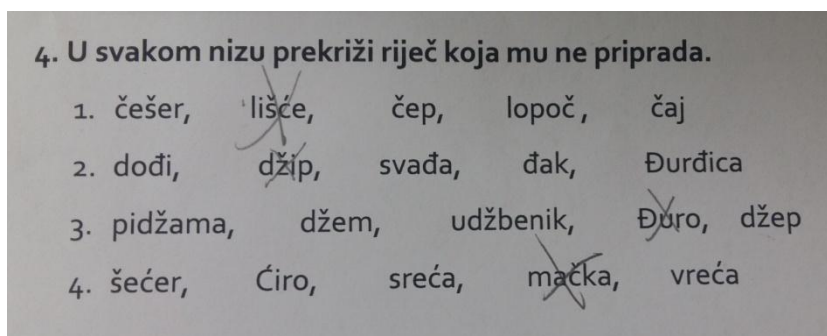 4. U svakom nizu prekriži riječ koja mu ne priprada.
1. češer, lišće, čep, lopoč, čaj
2. dođi, džip, svađa, đak, Đurđica
3. pidžama, džem, udžbenik, Đuro, džep
4. šećer, Ćiro, sreća, mačka, vreća